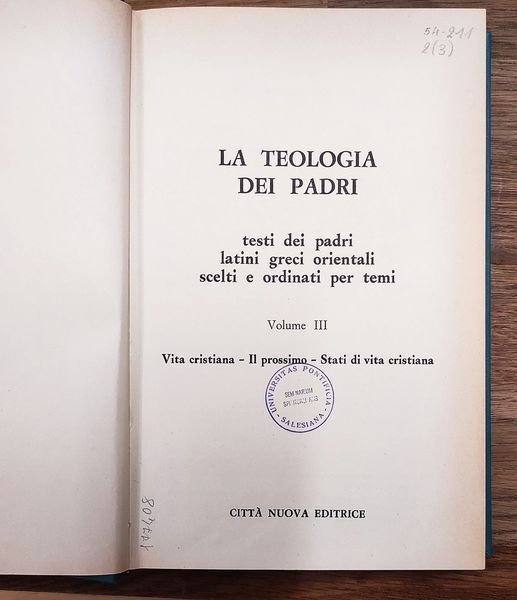 54-211
2(3)
LA TEOLOGIA
DEI PADRI
testi dei padri
latini greci orientali
scelti e ordinati per temi
Volume III
Vita cristiana – Il prossimo – Stati di vita cristiana
UNIVERSITAS PONTIFICIA
SALESIANA
CITTÀ NUOVA EDITRICE